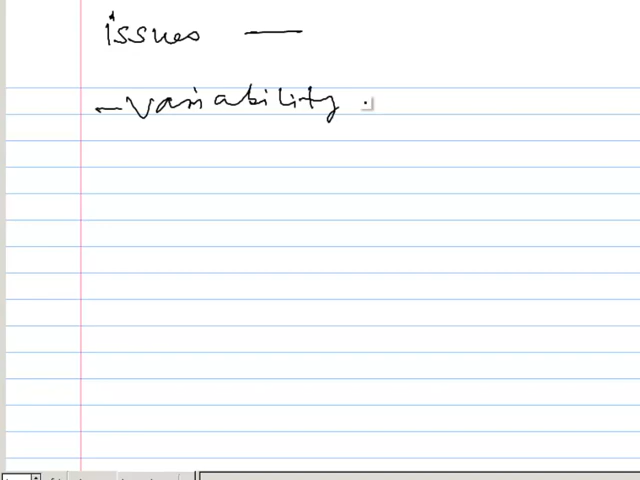 issues —
- Variability .